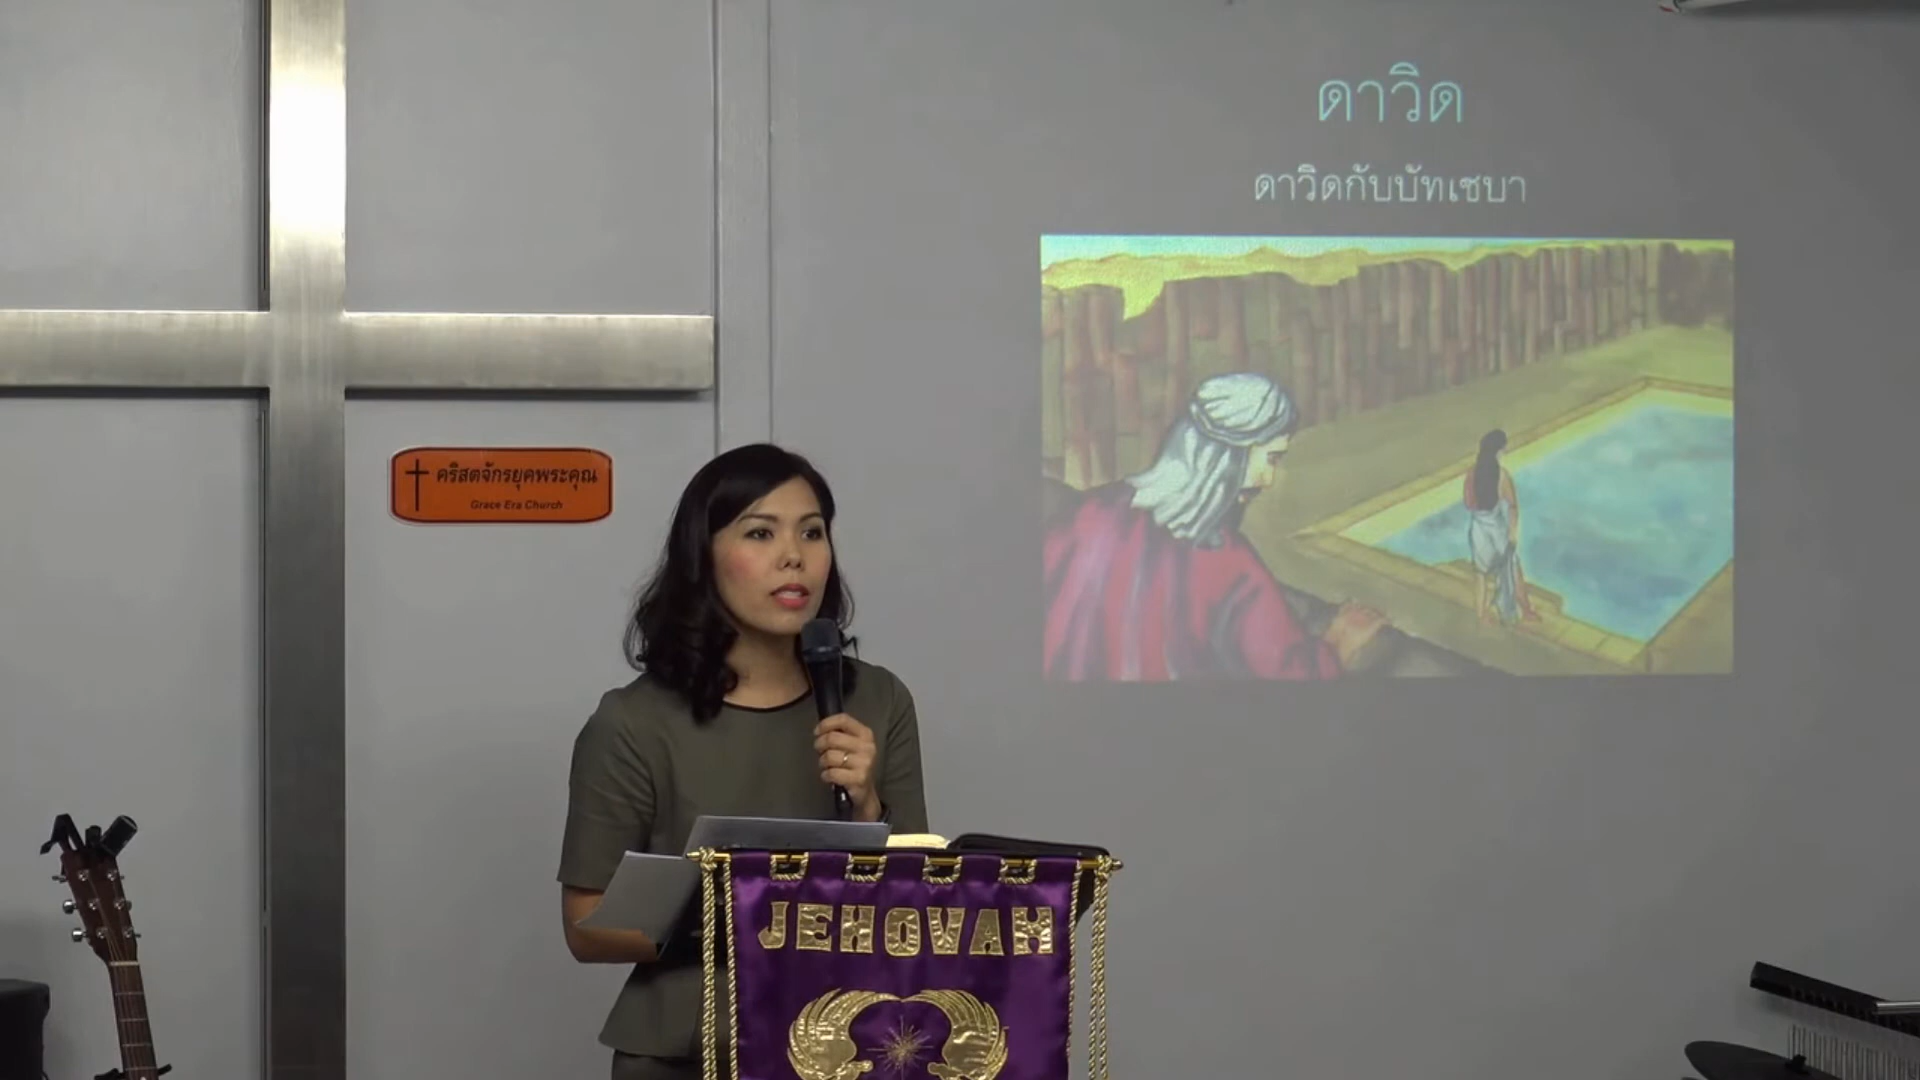 ดาวิด
ดาวิดกับบัทเชบา
คริสตจักรยุคพระคุณ
Grace Era Church
JEHOVAH